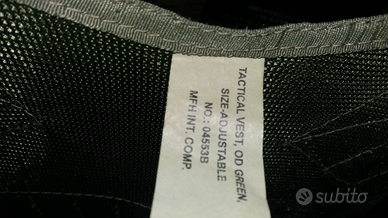 TACTICAL VEST, OD GREEN,
SIZE-ADJUSTABLE
NO.: 04553B
MFH INT. COMP.
subito